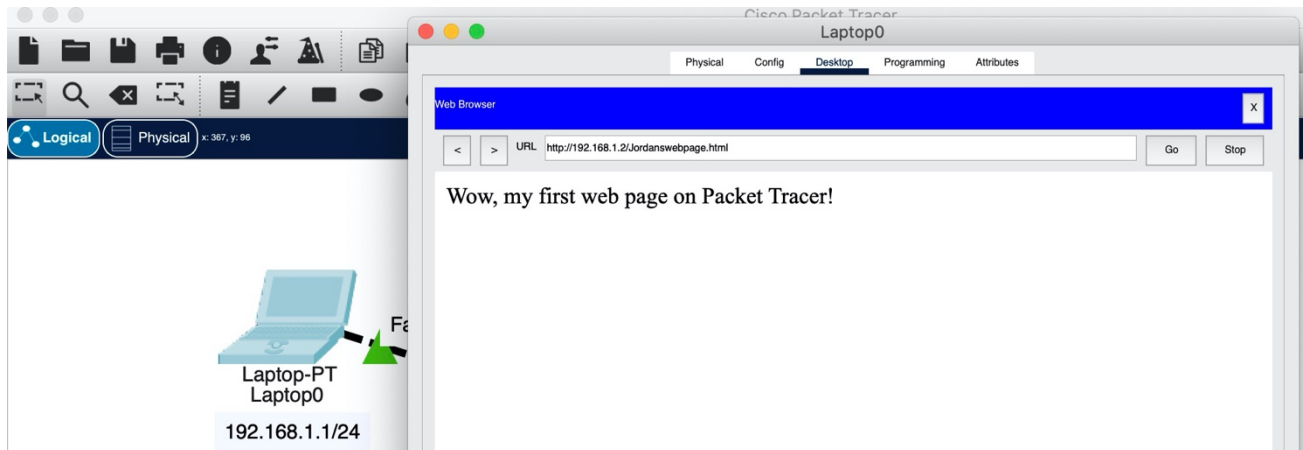 Cisco Packet Tracer
Laptop0
Physical Config Desktop Programming Attributes
Web Browser
X
< > URL http://192.168.1.2/Jordanswebpage.html Go Stop
Logical Physical x: 367, y: 96
Wow, my first web page on Packet Tracer!
Laptop-PT
Laptop0
192.168.1.1/24